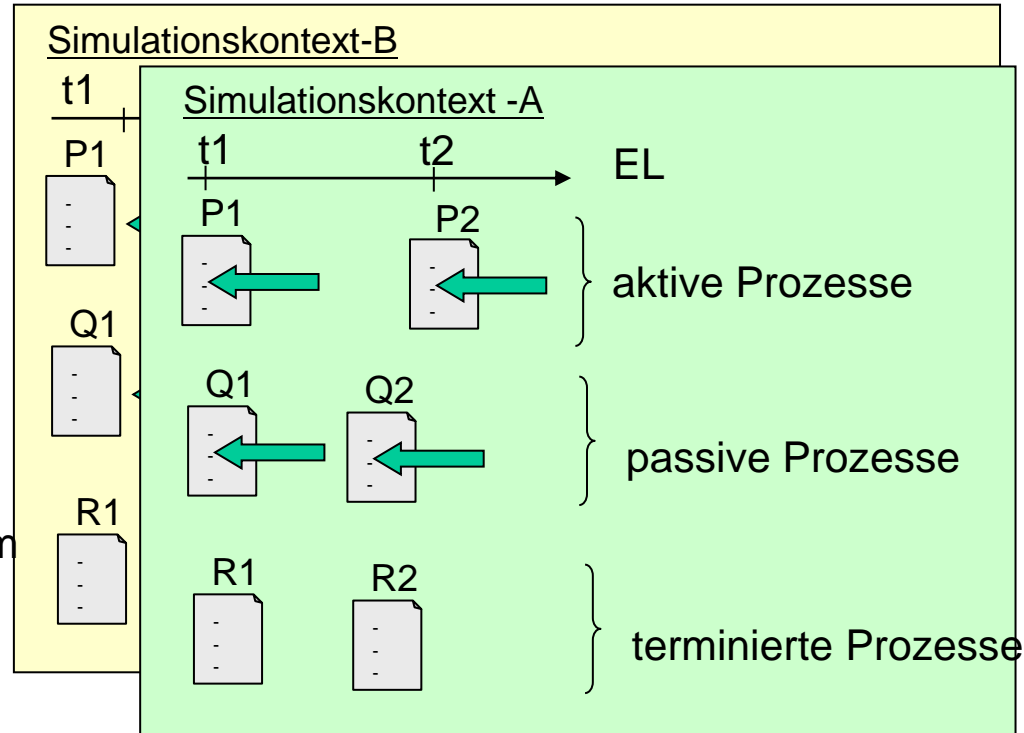 Simulationskontext-B
t1
P1
-
-
-
Q1
-
-
-
R1
-
-
-
Simulationskontext -A
t1 t2 EL
P1 P2
-
-
-
-
-
-
aktive Prozesse
Q1 Q2
-
-
-
-
-
-
passive Prozesse
R1 R2
-
-
-
-
-
-
terminierte Prozesse